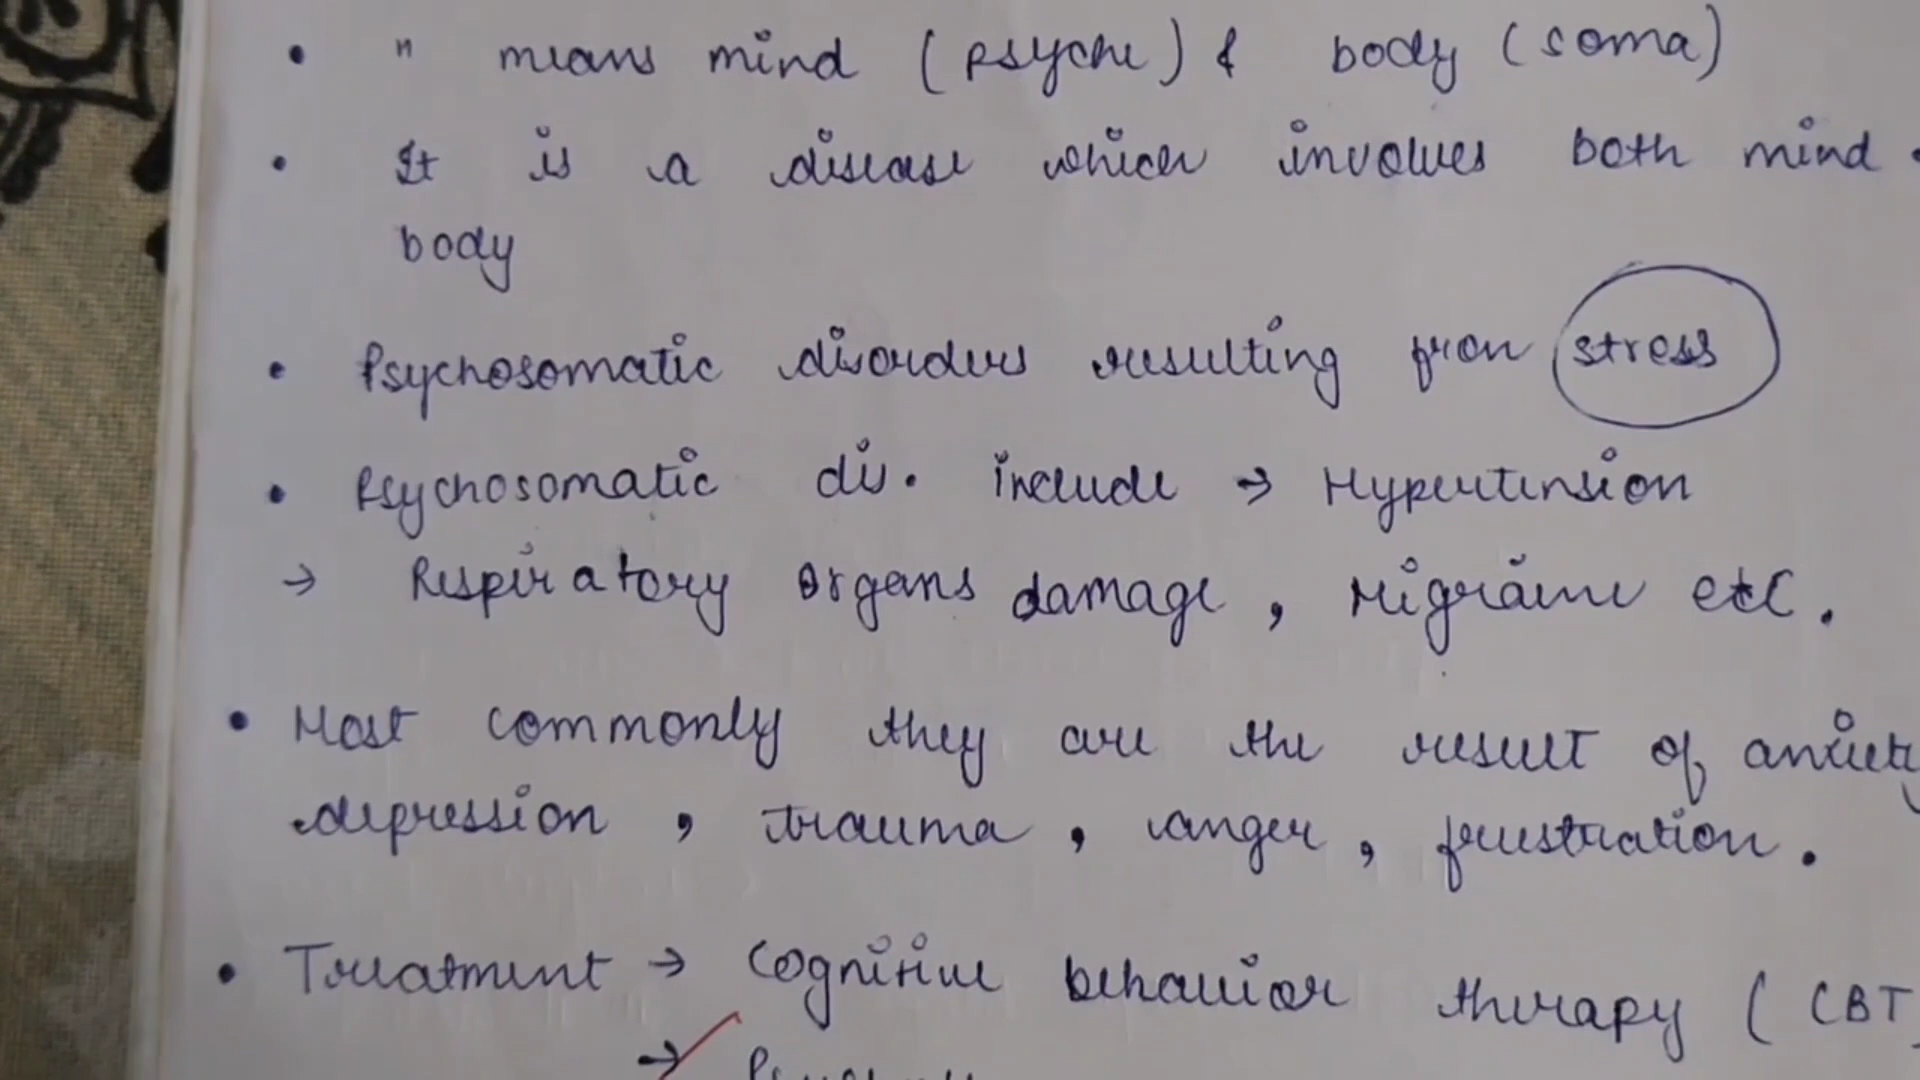 • " means mind (psyche) & body (soma)
• It is a disease which involves both mind
body
• Psychosomatic disorders resulting from stress
• Psychosomatic dis. include → Hypertension
→ Respiratory organs damage, Migraine etc.
• Most commonly they are the result of anxiety
depression, trauma, anger, frustration.
• Treatment → Cognitive behavior therapy (CBT)
→